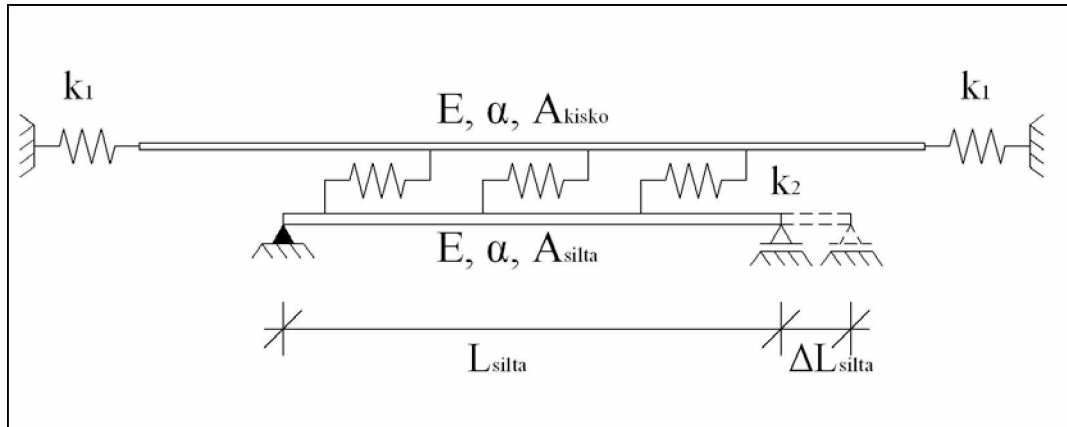 k₁
k₁
E, α, Aₖᵢₛₖₒ
k₂
E, α, Aₛᵢₗₜₐ
Lₛᵢₗₜₐ
ΔLₛᵢₗₜₐ